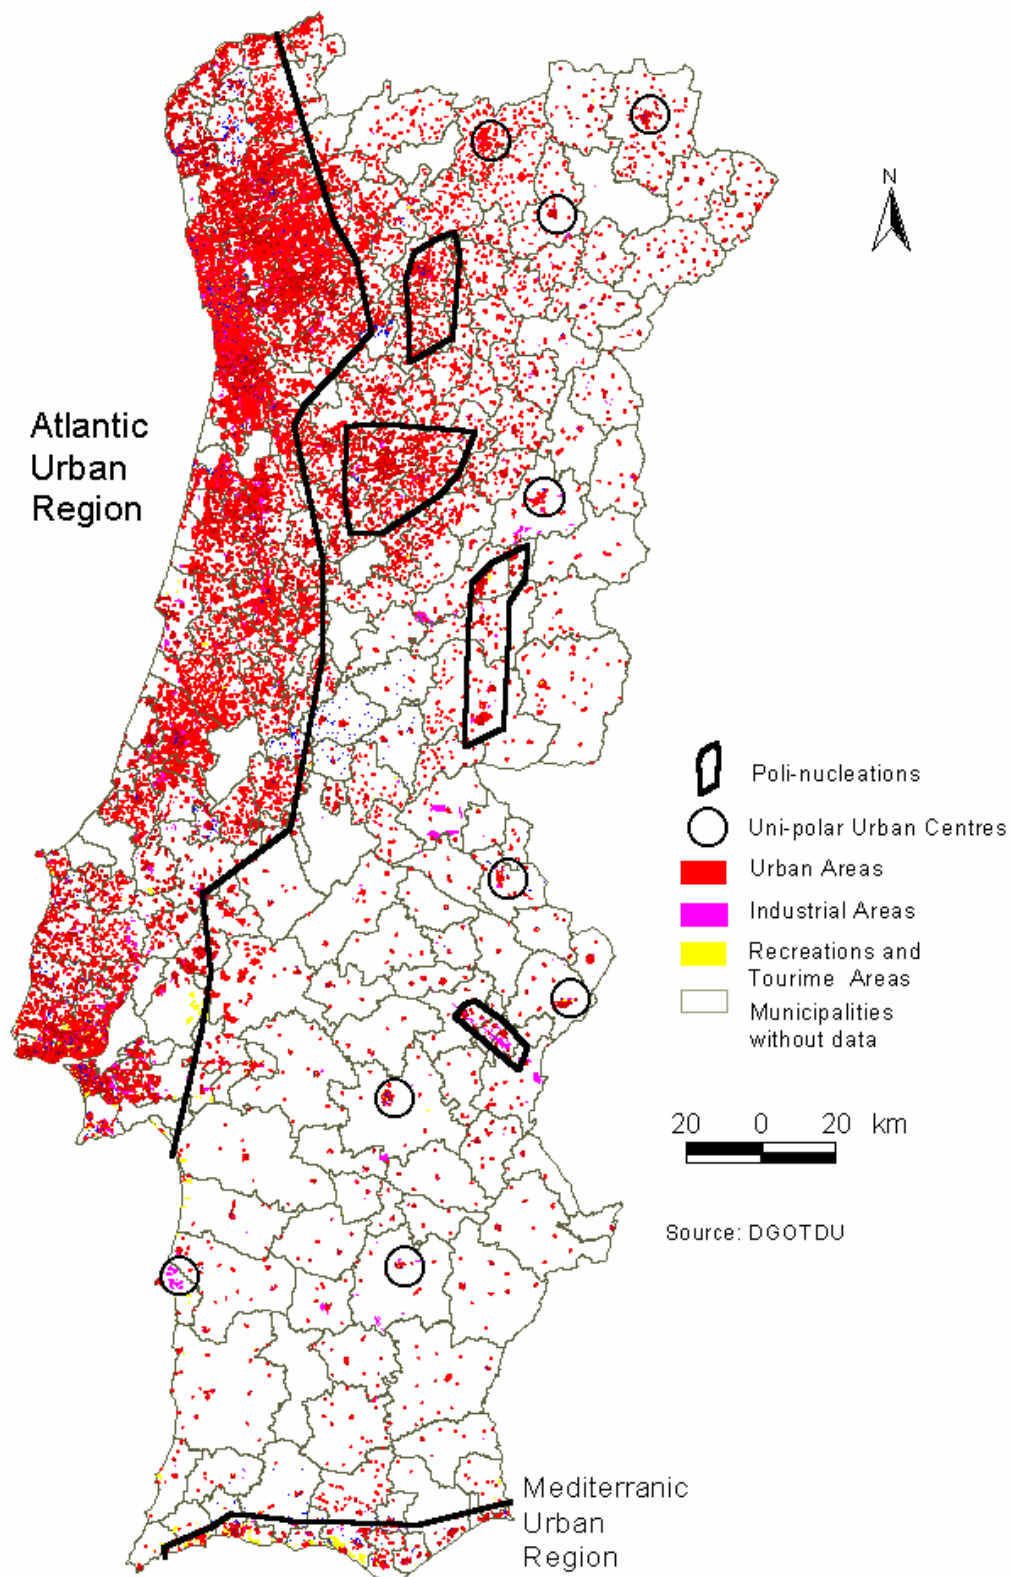 N
Atlantic
Urban
Region
Poli-nucleations
Uni-polar Urban Centres
Urban Areas
Industrial Areas
Recreations and
Tourime Areas
Municipalities
without data
20 0 20 km
Source: DGOTDU
Mediterranic
Urban
Region